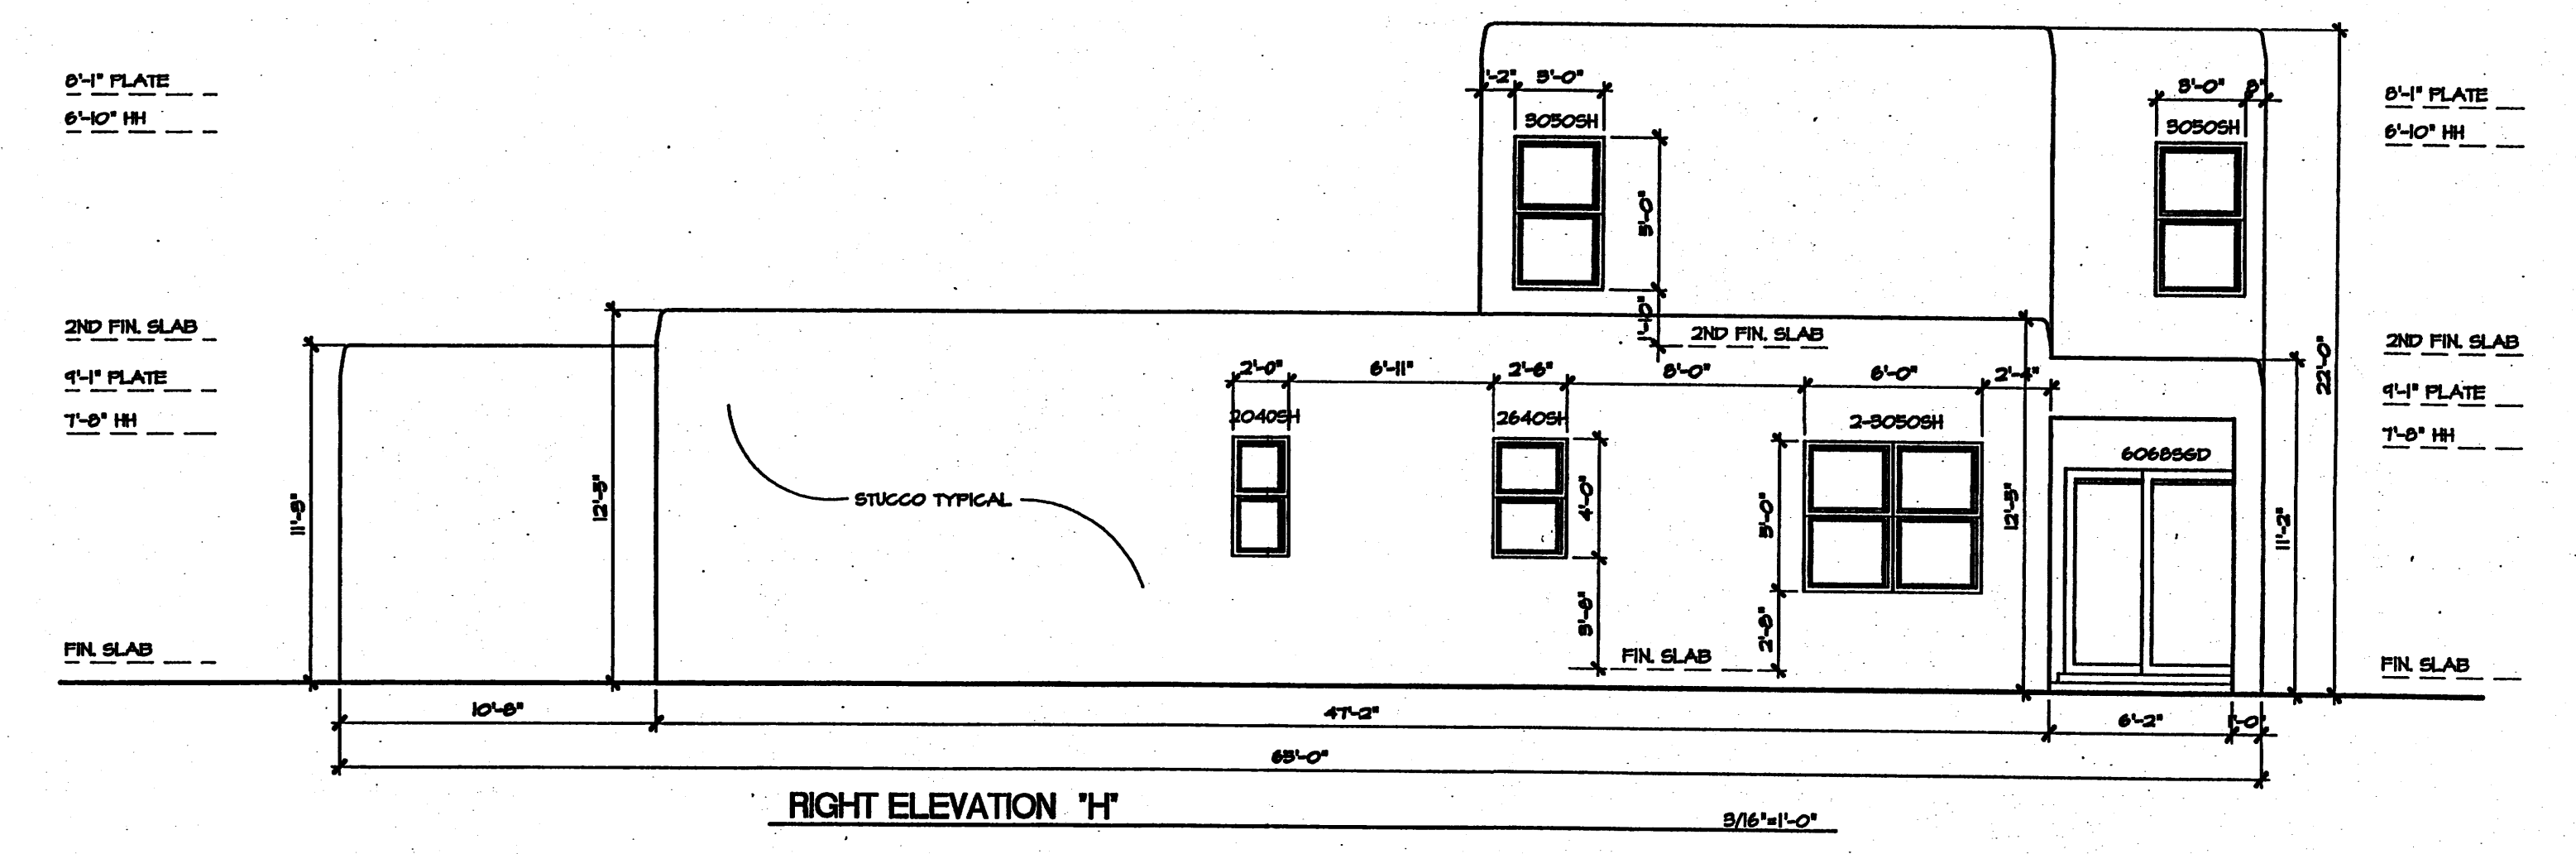 8'-1" PLATE
6'-10" HH
2ND FIN. SLAB
9'-1" PLATE
7'-8" HH
FIN. SLAB
3'-0"
3050SH
5'-0"
1'-10"
2ND FIN. SLAB
3'-0" 8"
3050SH
22'-0"
8'-1" PLATE
6'-10" HH
2ND FIN. SLAB
9'-1" PLATE
7'-8" HH
FIN. SLAB
2'-0" 6'-11" 2'-6" 8'-0" 6'-0" 2'-4"
2040SH 2640SH 2-3050SH
6068SGD
STUCCO TYPICAL
12'-5"
4'-0"
3'-8"
5'-0"
2'-8"
12'-5"
11'-2"
FIN. SLAB
10'-8" 47'-2" 6'-2" 1'-0"
65'-0"
RIGHT ELEVATION "H"
3/16"=1'-0"